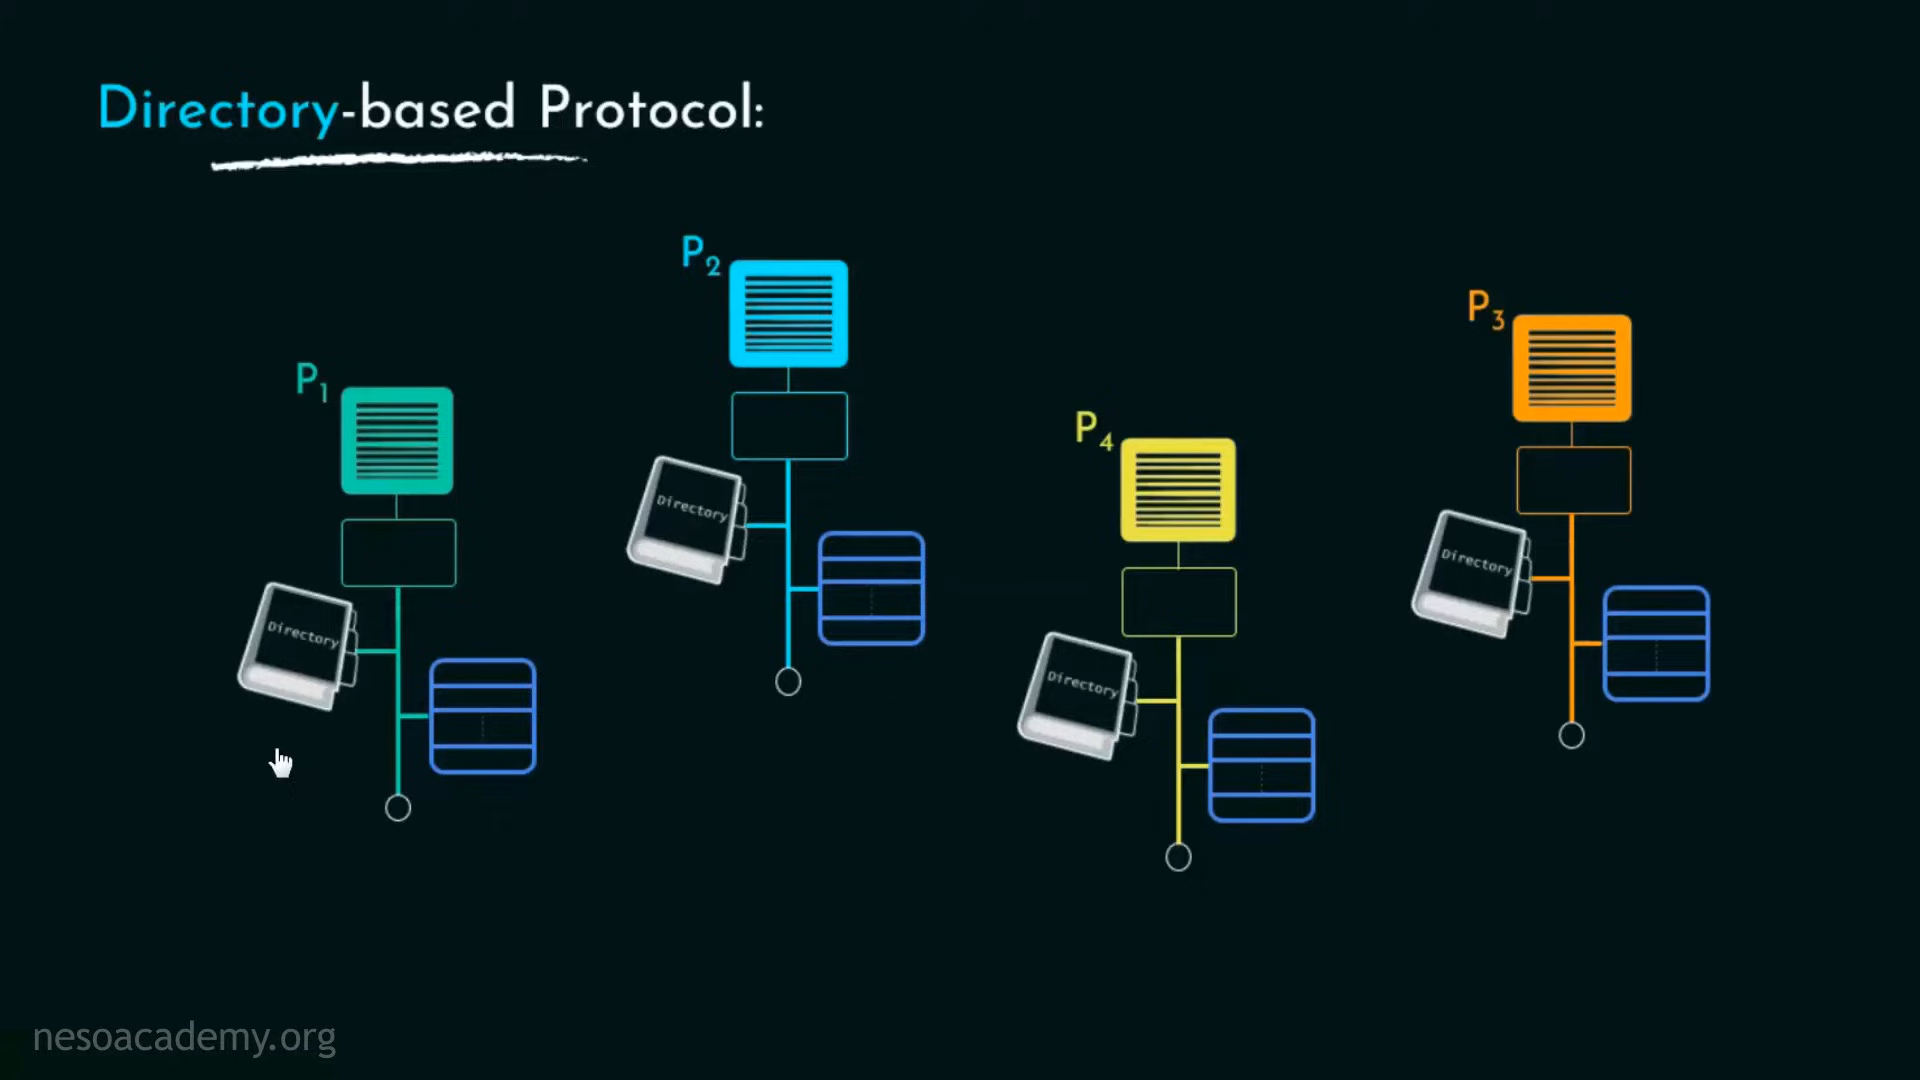 Directory-based Protocol:
P2
P3
P1
P4
Directory
Directory
Directory
Directory
nesoacademy.org